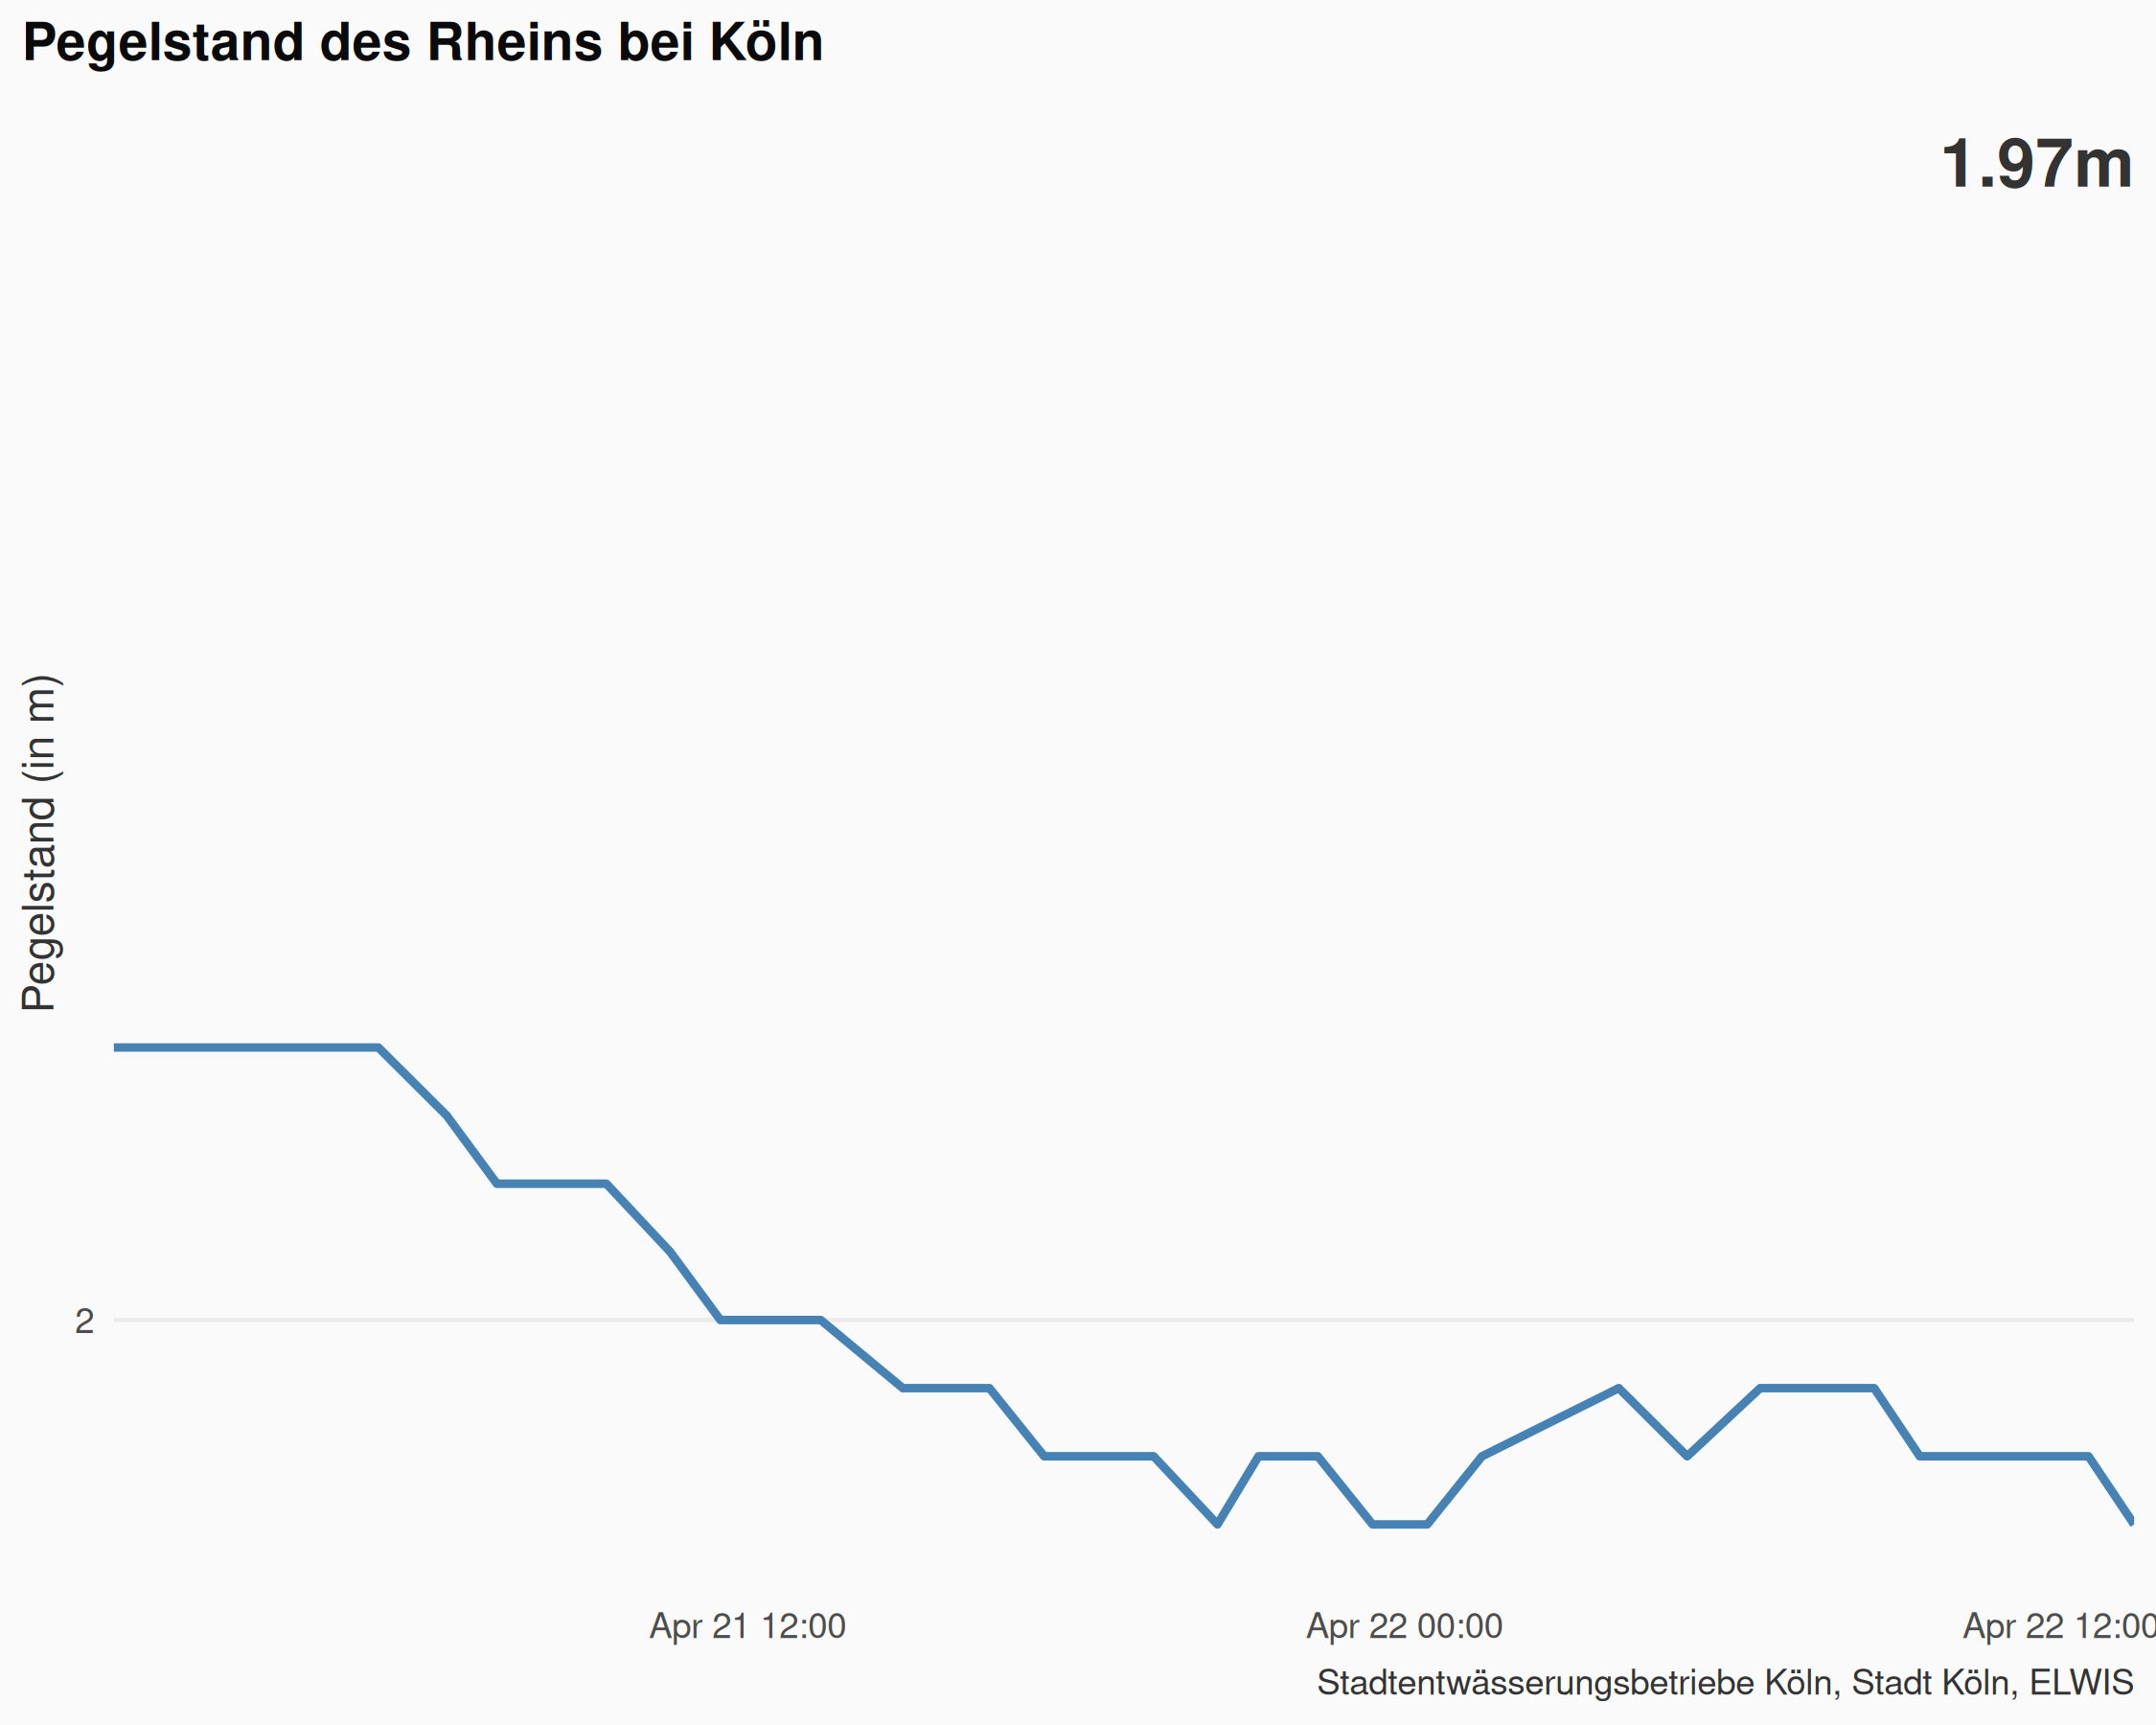 Pegelstand des Rheins bei Köln
1.97m
Pegelstand (in m)
2
Apr 21 12:00
Apr 22 00:00
Apr 22 12:00
Stadtentwässerungsbetriebe Köln, Stadt Köln, ELWIS